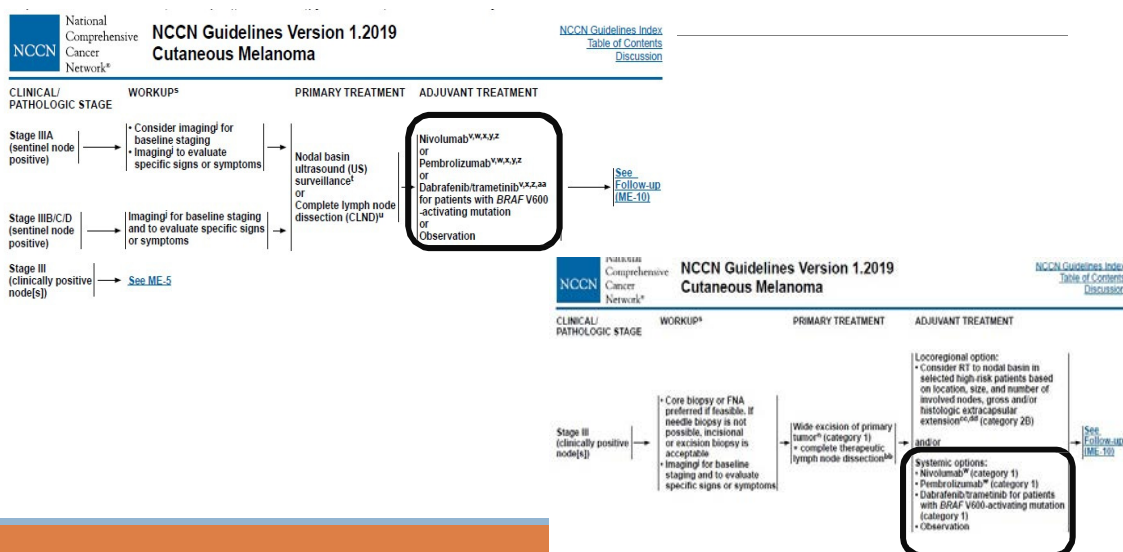 National
Comprehensive
NCCN Cancer
Network®
NCCN Guidelines Version 1.2019
Cutaneous Melanoma
NCCN Guidelines Index
Table of Contents
Discussion
CLINICAL/
PATHOLOGIC STAGE
WORKUPs
PRIMARY TREATMENT
ADJUVANT TREATMENT
Stage IIIA
(sentinel node
positive)
• Consider imagingj for
baseline staging
• Imagingj to evaluate
specific signs or symptoms
Stage IIIB/C/D
(sentinel node
positive)
Imagingj for baseline staging
and to evaluate specific signs
or symptoms
Nodal basin
ultrasound (US)
surveillancet
or
Complete lymph node
dissection (CLND)u
Nivolumabv,w,x,y,z
or
Pembrolizumabv,w,x,y,z
or
Dabrafenib/trametinibv,x,z,aa
for patients with BRAF V600
-activating mutation
or
Observation
See
Follow-up
(ME-10)
Stage III
(clinically positive
node[s])
See ME-5
National
Comprehensive
NCCN Cancer
Network®
NCCN Guidelines Version 1.2019
Cutaneous Melanoma
NCCN Guidelines Index
Table of Contents
Discussion
CLINICAL/
PATHOLOGIC STAGE
WORKUPs
PRIMARY TREATMENT
ADJUVANT TREATMENT
Stage III
(clinically positive
node[s])
• Core biopsy or FNA
preferred if feasible. If
needle biopsy is not
possible, incisional
or excision biopsy is
acceptable
• Imagingj for baseline
staging and to evaluate
specific signs or symptoms
Wide excision of primary
tumorn (category 1)
+ complete therapeutic
lymph node dissectionbb
Locoregional option:
• Consider RT to nodal basin in
selected high-risk patients based
on location, size, and number of
involved nodes, gross and/or
histologic extracapsular
extensioncc,dd (category 2B)
and/or
Systemic options:
• Nivolumabw (category 1)
• Pembrolizumabw (category 1)
• Dabrafenib/trametinib for patients
with BRAF V600-activating mutation
(category 1)
• Observation
See
Follow-up
(ME-10)